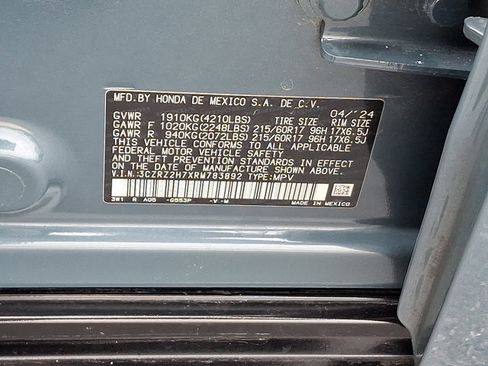 MFD. BY HONDA DE MEXICO S.A. DE C.V. 04/'24
GVWR 1910KG(4210LBS) TIRE SIZE RIM SIZE
GAWR F 1020KG(2248LBS) 215/60R17 96H 17X6.5J
GAWR R 940KG(2072LBS) 215/60R17 96H 17X6.5J
THIS VEHICLE CONFORMS TO ALL APPLICABLE
FEDERAL MOTOR VEHICLE SAFETY STANDARDS
IN EFFECT ON THE DATE OF MANUFACTURE SHOWN ABOVE.
V.I.N.:3CZRZ2H7XRM783892 TYPE:MPV
381 R A05 -G553P -V-M MADE IN MEXICO